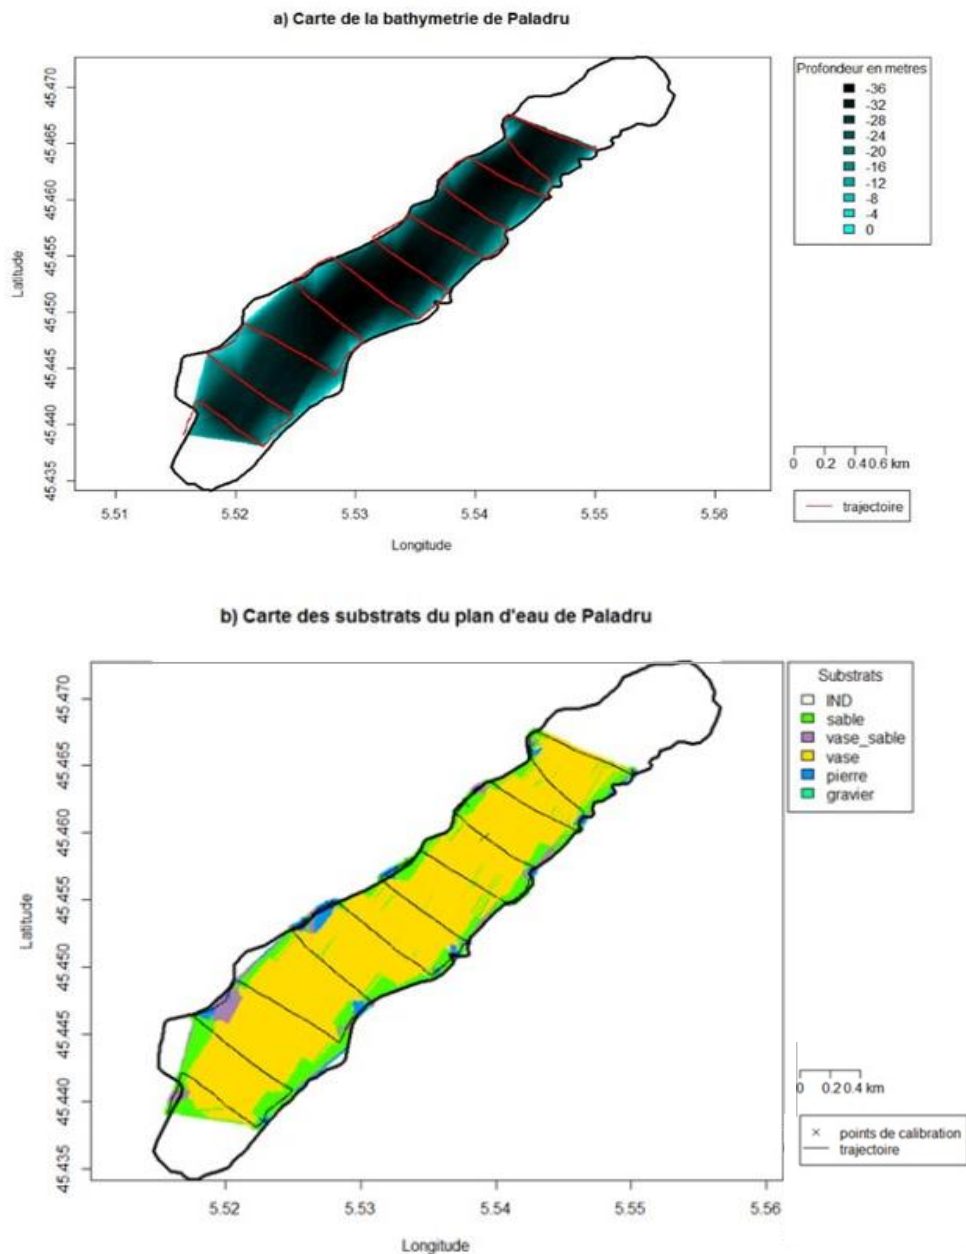 a) Carte de la bathymetrie de Paladru
Profondeur en metres
-36
-32
-28
-24
-20
-16
-12
-8
-4
0
Latitude
45.470
45.465
45.460
45.455
45.450
45.445
45.440
45.435
5.51 5.52 5.53 5.54 5.55 5.56
Longitude
0 0.2 0.4 0.6 km
trajectoire
b) Carte des substrats du plan d'eau de Paladru
Substrats
IND
sable
vase_sable
vase
pierre
gravier
Latitude
45.470
45.465
45.460
45.455
45.450
45.445
45.440
45.435
5.52 5.53 5.54 5.55 5.56
Longitude
0 0.2 0.4 km
points de calibration
trajectoire